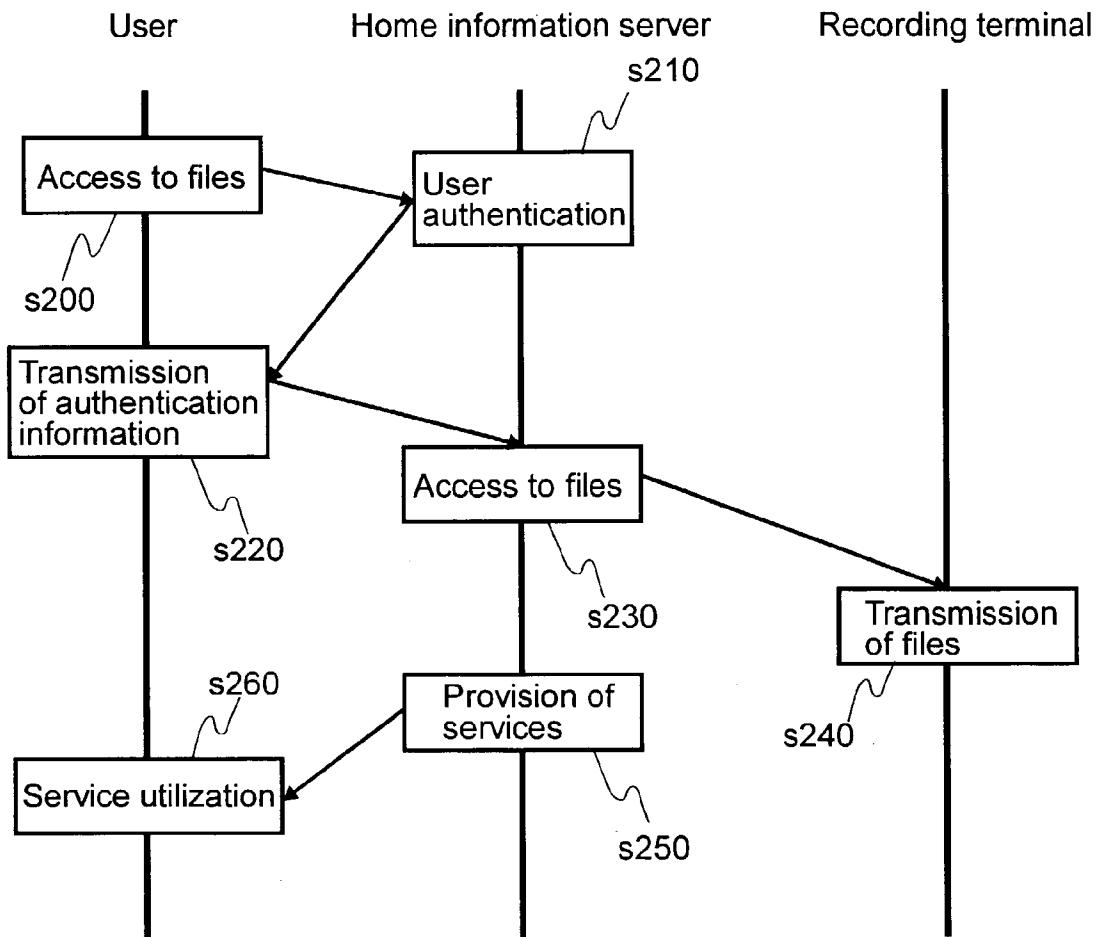 User
Home information server
Recording terminal
s210
Access to files
User
authentication
s200
Transmission
of authentication
information
Access to files
s220
s230
Transmission
of files
s260
Provision of
services
s240
Service utilization
s250